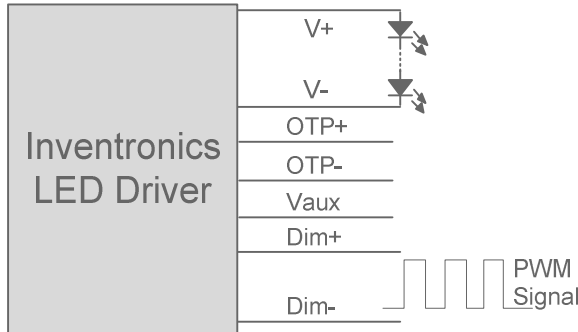 Inventronics
LED Driver
V+
V-
OTP+
OTP-
Vaux
Dim+
Dim-
PWM
Signal